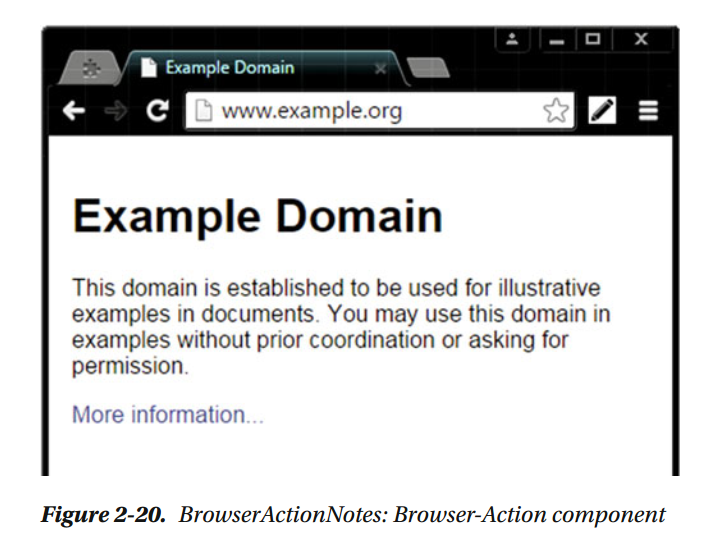 Example Domain
www.example.org
Example Domain
This domain is established to be used for illustrative
examples in documents. You may use this domain in
examples without prior coordination or asking for
permission.
More information...
Figure 2-20. BrowserActionNotes: Browser-Action component